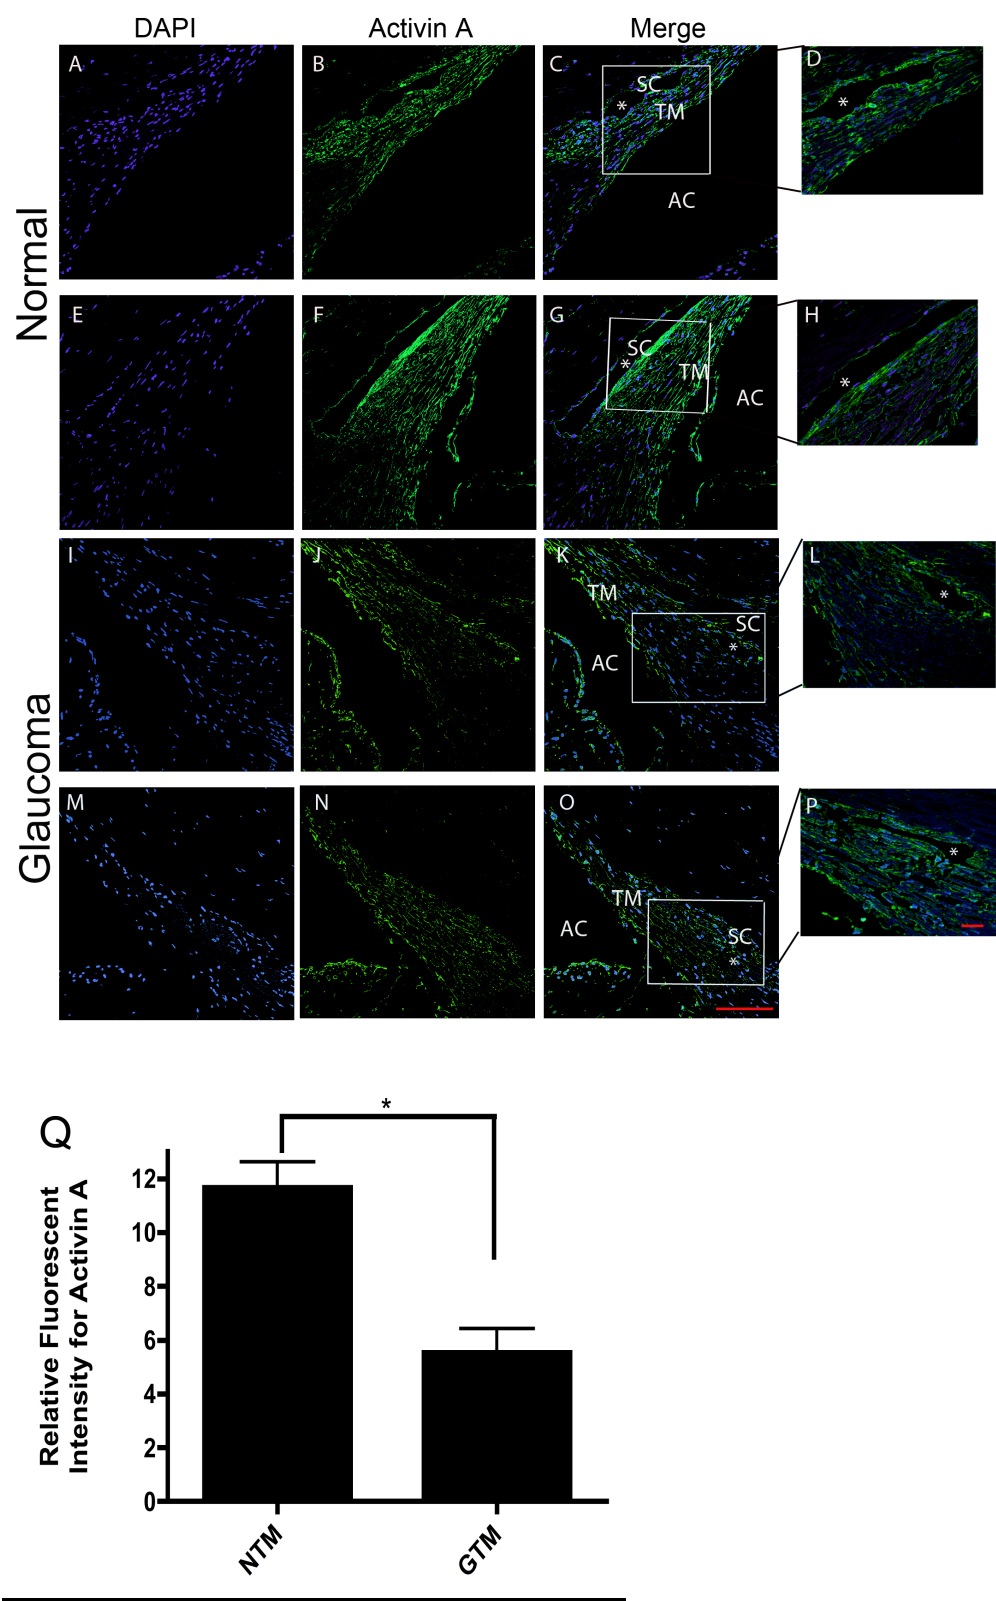 DAPI Activin A Merge
A B C D
SC
*
*
TM
AC
Normal
E F G H
SC
*
*
TM
AC
I J K L
TM
SC
*
*
AC
Glaucoma
M N O P
TM
AC
SC
*
*
Q
*
Relative Fluorescent
Intensity for Activin A
12
10
8
6
4
2
0
NTM GTM